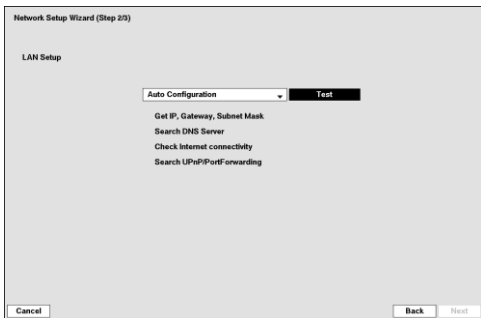 Network Setup Wizard (Step 2/3)
LAN Setup
Auto Configuration Test
Get IP, Gateway, Subnet Mask
Search DNS Server
Check Internet connectivity
Search UPnP/PortForwarding
Cancel Back Next